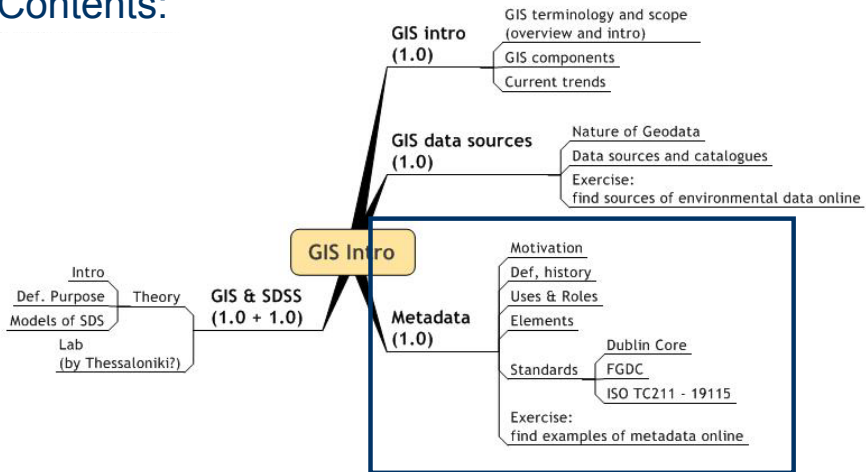 Contents:
GIS intro
(1.0)
GIS terminology and scope
(overview and intro)
GIS components
Current trends
GIS data sources
(1.0)
Nature of Geodata
Data sources and catalogues
Exercise:
find sources of environmental data online
GIS Intro
Metadata
(1.0)
Motivation
Def, history
Uses & Roles
Elements
Standards
Dublin Core
FGDC
ISO TC211 - 19115
Exercise:
find examples of metadata online
GIS & SDSS
(1.0 + 1.0)
Theory
Intro
Def. Purpose
Models of SDS
Lab
(by Thessaloniki?)